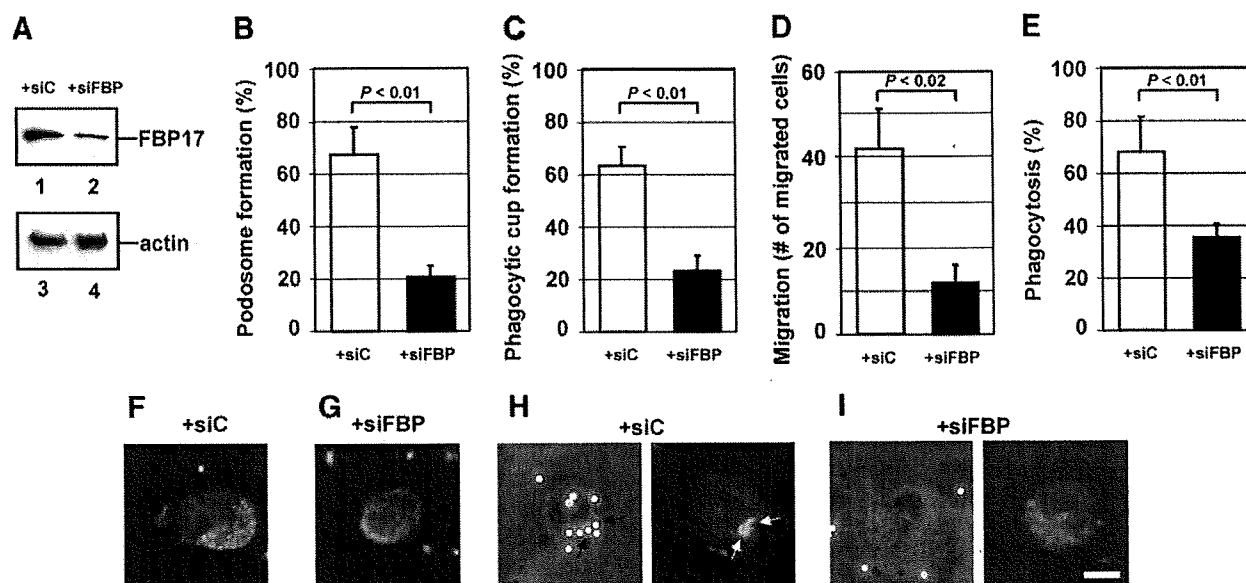 A
+siC +siFBP
FBP17
1 2
actin
3 4
B
Podosome formation (%)
100
80
60
40
20
0
P < 0.01
+siC +siFBP
C
Phagocytic cup formation (%)
100
80
60
40
20
0
P < 0.01
+siC +siFBP
D
Migration (# of migrated cells)
60
40
20
0
P < 0.02
+siC +siFBP
E
Phagocytosis (%)
100
80
60
40
20
0
P < 0.01
+siC +siFBP
F
+siC
G
+siFBP
H
+siC
I
+siFBP